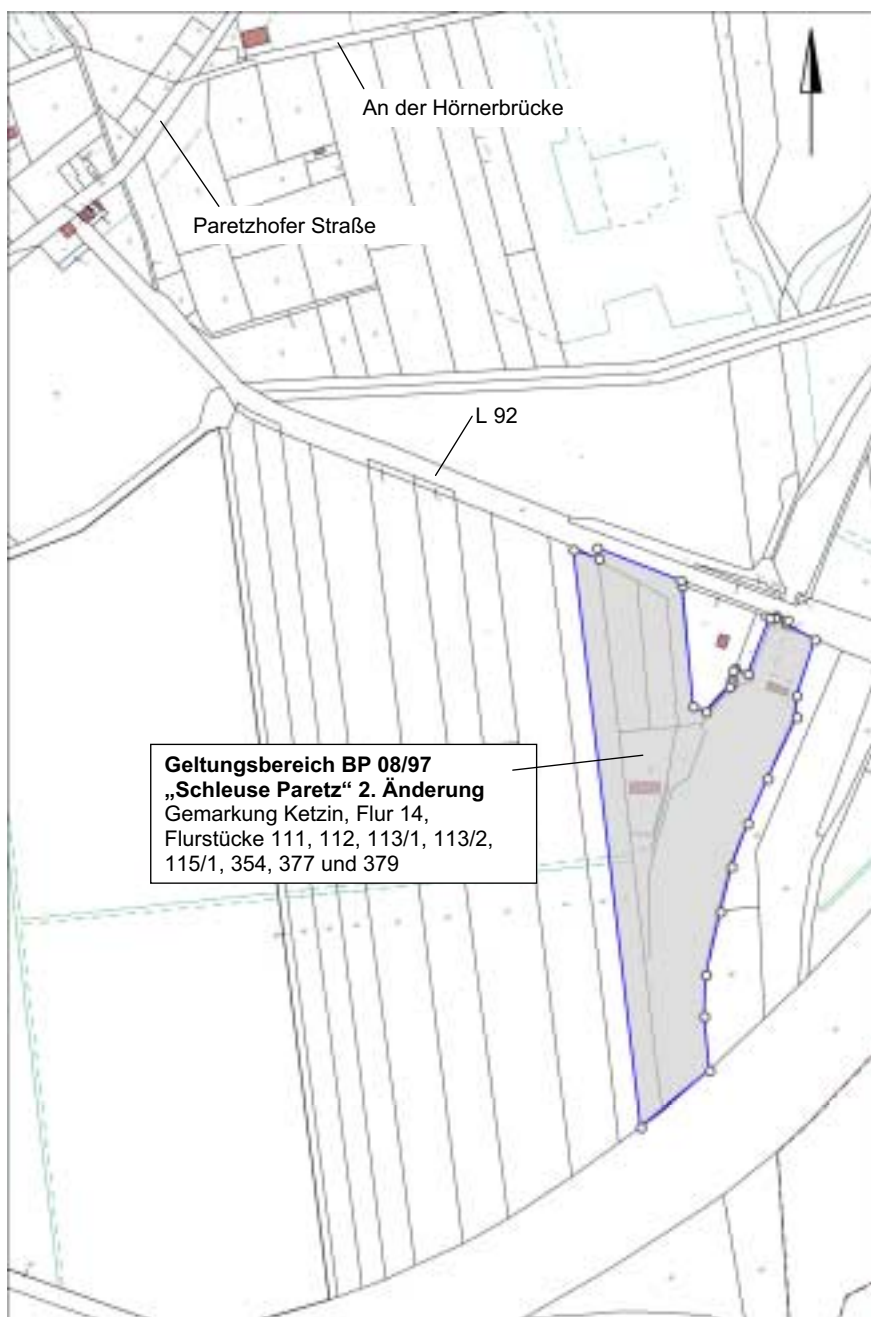 An der Hörnerbrücke
Paretzhofer Straße
L 92
Geltungsbereich BP 08/97
„Schleuse Paretz“ 2. Änderung
Gemarkung Ketzin, Flur 14,
Flurstücke 111, 112, 113/1, 113/2,
115/1, 354, 377 und 379